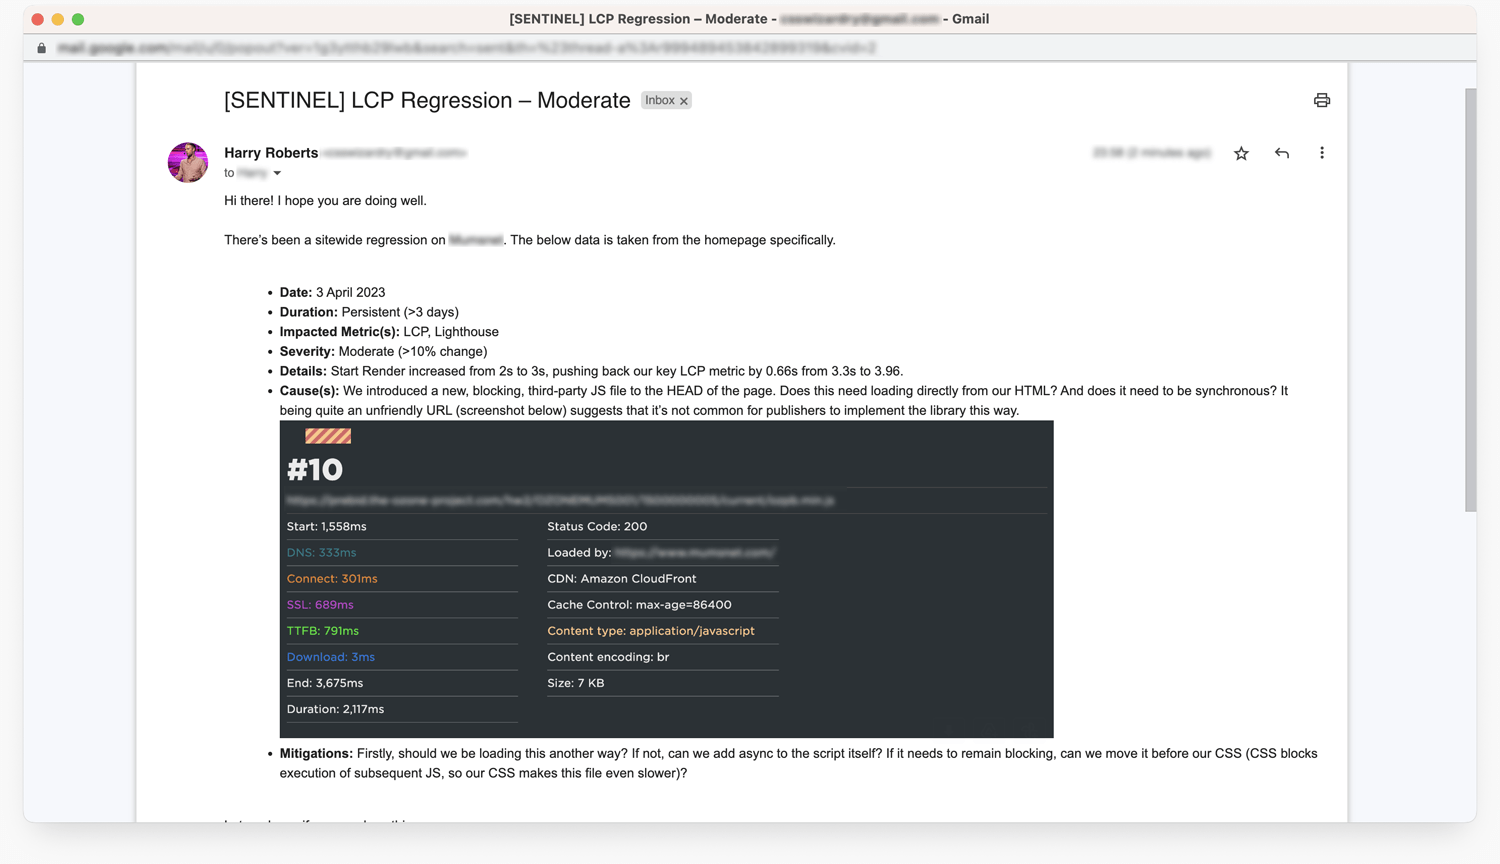 [SENTINEL] LCP Regression – Moderate - - Gmail
[SENTINEL] LCP Regression – Moderate Inbox ×
Harry Roberts
to
Hi there! I hope you are doing well.
There’s been a sitewide regression on . The below data is taken from the homepage specifically.
• Date: 3 April 2023
• Duration: Persistent (>3 days)
• Impacted Metric(s): LCP, Lighthouse
• Severity: Moderate (>10% change)
• Details: Start Render increased from 2s to 3s, pushing back our key LCP metric by 0.66s from 3.3s to 3.96.
• Cause(s): We introduced a new, blocking, third-party JS file to the HEAD of the page. Does this need loading directly from our HTML? And does it need to be synchronous? It
being quite an unfriendly URL (screenshot below) suggests that it’s not common for publishers to implement the library this way.
#10
Start: 1,558ms
DNS: 333ms
Connect: 301ms
SSL: 689ms
TTFB: 791ms
Download: 3ms
End: 3,675ms
Duration: 2,117ms
Status Code: 200
Loaded by:
CDN: Amazon CloudFront
Cache Control: max-age=86400
Content type: application/javascript
Content encoding: br
Size: 7 KB
• Mitigations: Firstly, should we be loading this another way? If not, can we add async to the script itself? If it needs to remain blocking, can we move it before our CSS (CSS blocks
execution of subsequent JS, so our CSS makes this file even slower)?